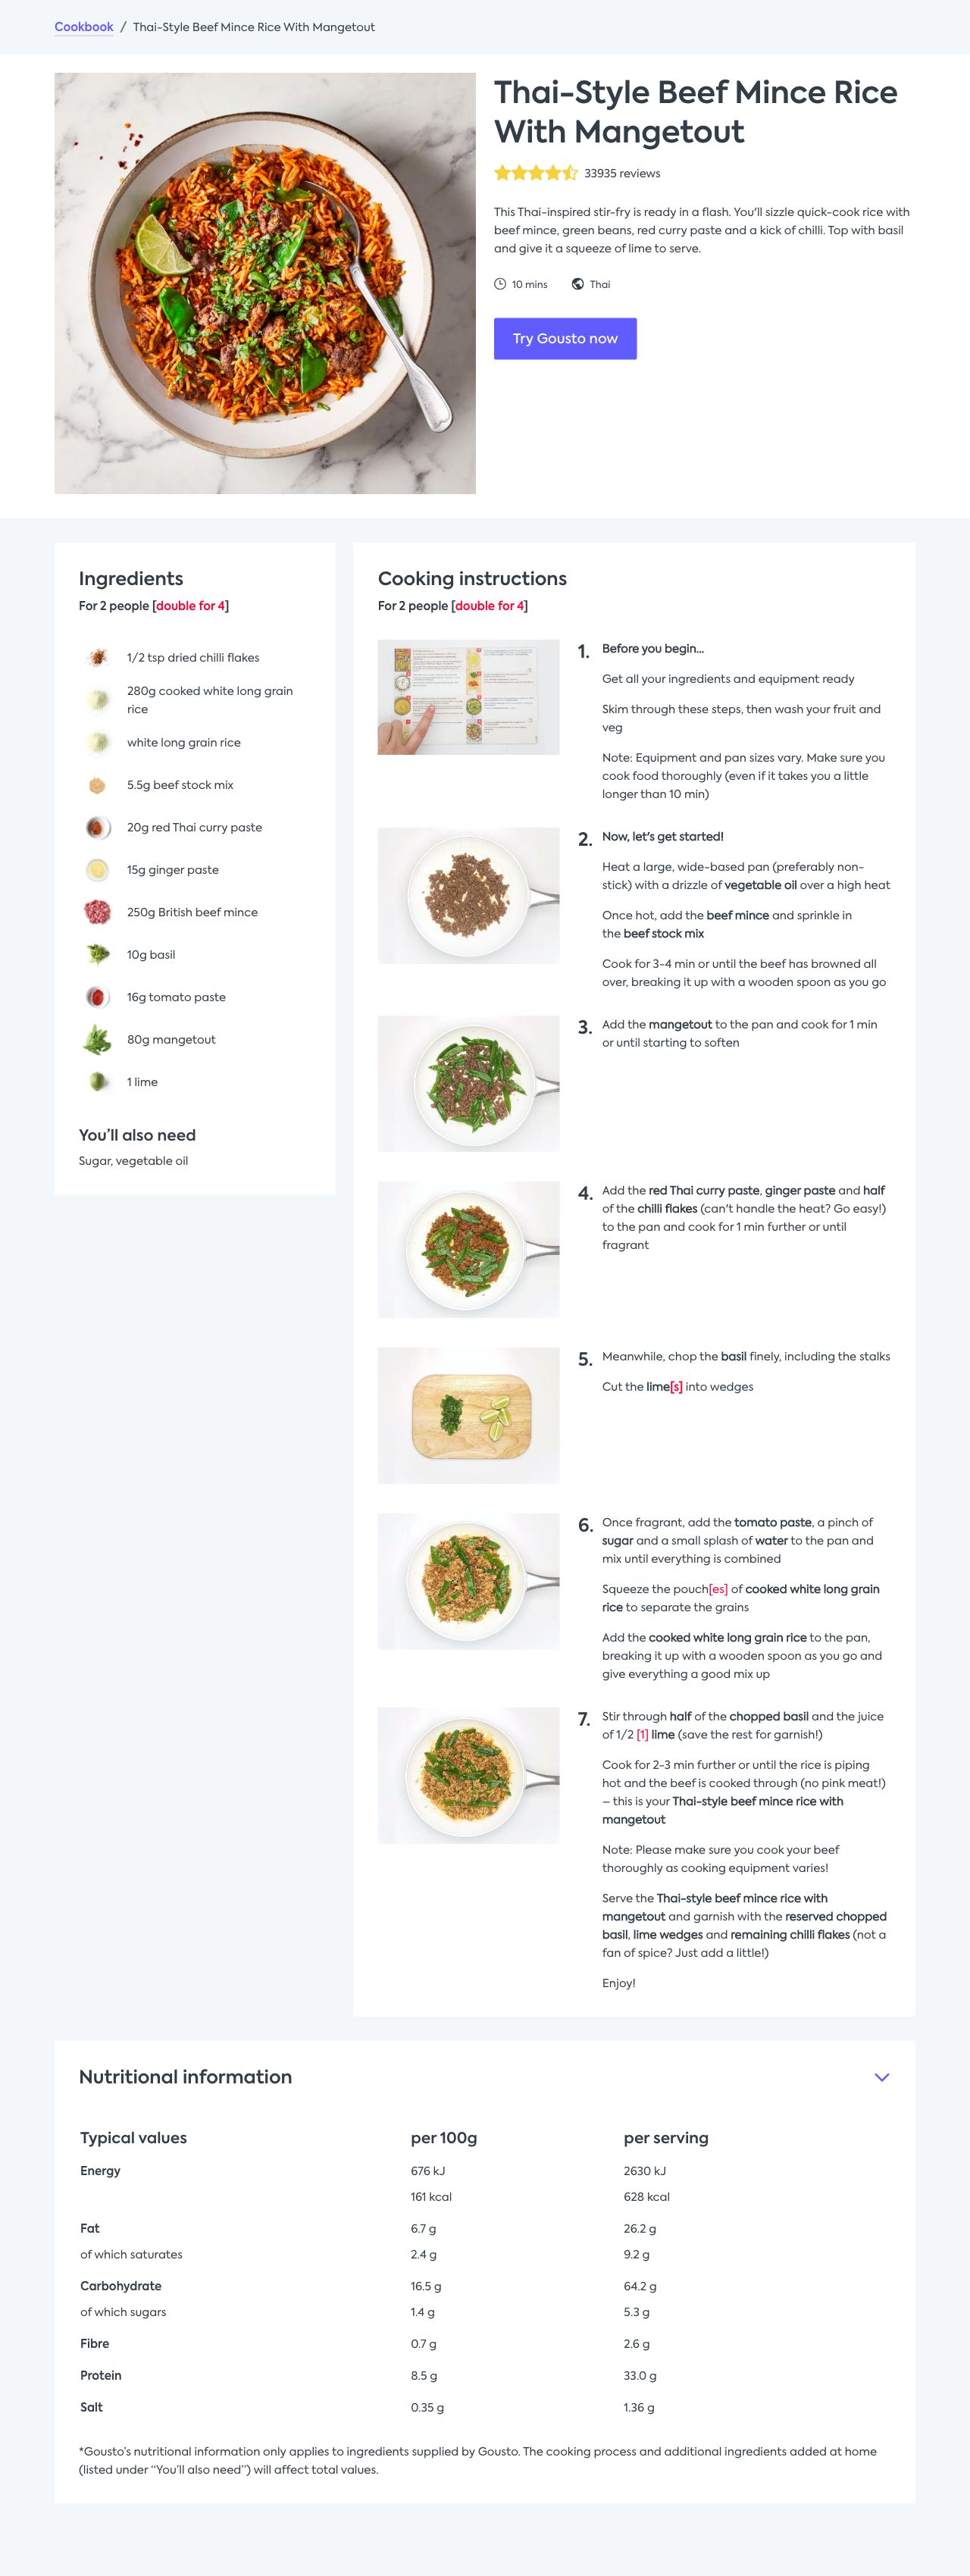 Cookbook / Thai-Style Beef Mince Rice With Mangetout
Thai-Style Beef Mince Rice
With Mangetout
33935 reviews
This Thai-inspired stir-fry is ready in a flash. You'll sizzle quick-cook rice with
beef mince, green beans, red curry paste and a kick of chilli. Top with basil
and give it a squeeze of lime to serve.
10 mins Thai
Try Gousto now
Ingredients
For 2 people [double for 4]
1/2 tsp dried chilli flakes
280g cooked white long grain
rice
white long grain rice
5.5g beef stock mix
20g red Thai curry paste
15g ginger paste
250g British beef mince
10g basil
16g tomato paste
80g mangetout
1 lime
You'll also need
Sugar, vegetable oil
Cooking instructions
For 2 people [double for 4]
1. Before you begin...
Get all your ingredients and equipment ready
Skim through these steps, then wash your fruit and
veg
Note: Equipment and pan sizes vary. Make sure you
cook food thoroughly (even if it takes you a little
longer than 10 min)
2. Now, let's get started!
Heat a large, wide-based pan (preferably non-
stick) with a drizzle of vegetable oil over a high heat
Once hot, add the beef mince and sprinkle in
the beef stock mix
Cook for 3-4 min or until the beef has browned all
over, breaking it up with a wooden spoon as you go
3. Add the mangetout to the pan and cook for 1 min
or until starting to soften
4. Add the red Thai curry paste, ginger paste and half
of the chilli flakes (can't handle the heat? Go easy!)
to the pan and cook for 1 min further or until
fragrant
5. Meanwhile, chop the basil finely, including the stalks
Cut the lime[s] into wedges
6. Once fragrant, add the tomato paste, a pinch of
sugar and a small splash of water to the pan and
mix until everything is combined
Squeeze the pouch[es] of cooked white long grain
rice to separate the grains
Add the cooked white long grain rice to the pan,
breaking it up with a wooden spoon as you go and
give everything a good mix up
7. Stir through half of the chopped basil and the juice
of 1/2 [1] lime (save the rest for garnish!)
Cook for 2-3 min further or until the rice is piping
hot and the beef is cooked through (no pink meat!)
– this is your Thai-style beef mince rice with
mangetout
Note: Please make sure you cook your beef
thoroughly as cooking equipment varies!
Serve the Thai-style beef mince rice with
mangetout and garnish with the reserved chopped
basil, lime wedges and remaining chilli flakes (not a
fan of spice? Just add a little!)
Enjoy!
Nutritional information
Typical values per 100g per serving
Energy 676 kJ 2630 kJ
161 kcal 628 kcal
Fat 6.7 g 26.2 g
of which saturates 2.4 g 9.2 g
Carbohydrate 16.5 g 64.2 g
of which sugars 1.4 g 5.3 g
Fibre 0.7 g 2.6 g
Protein 8.5 g 33.0 g
Salt 0.35 g 1.36 g
*Gousto's nutritional information only applies to ingredients supplied by Gousto. The cooking process and additional ingredients added at home
(listed under "You'll also need") will affect total values.